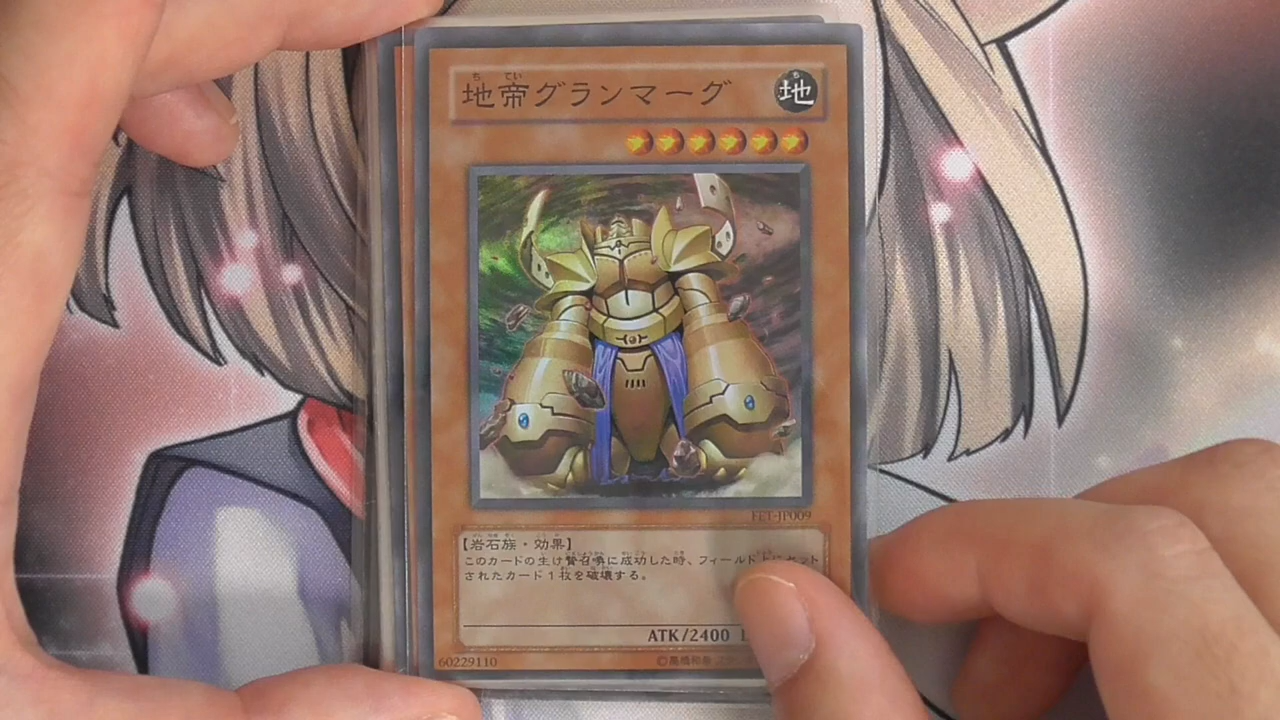 地帝グランマーグ
地
FET-JP009
【岩石族・効果】
このカードの生け贄召喚に成功した時、フィールド上にセット
されたカード1枚を破壊する。
ATK/2400
60229110
©高橋和希